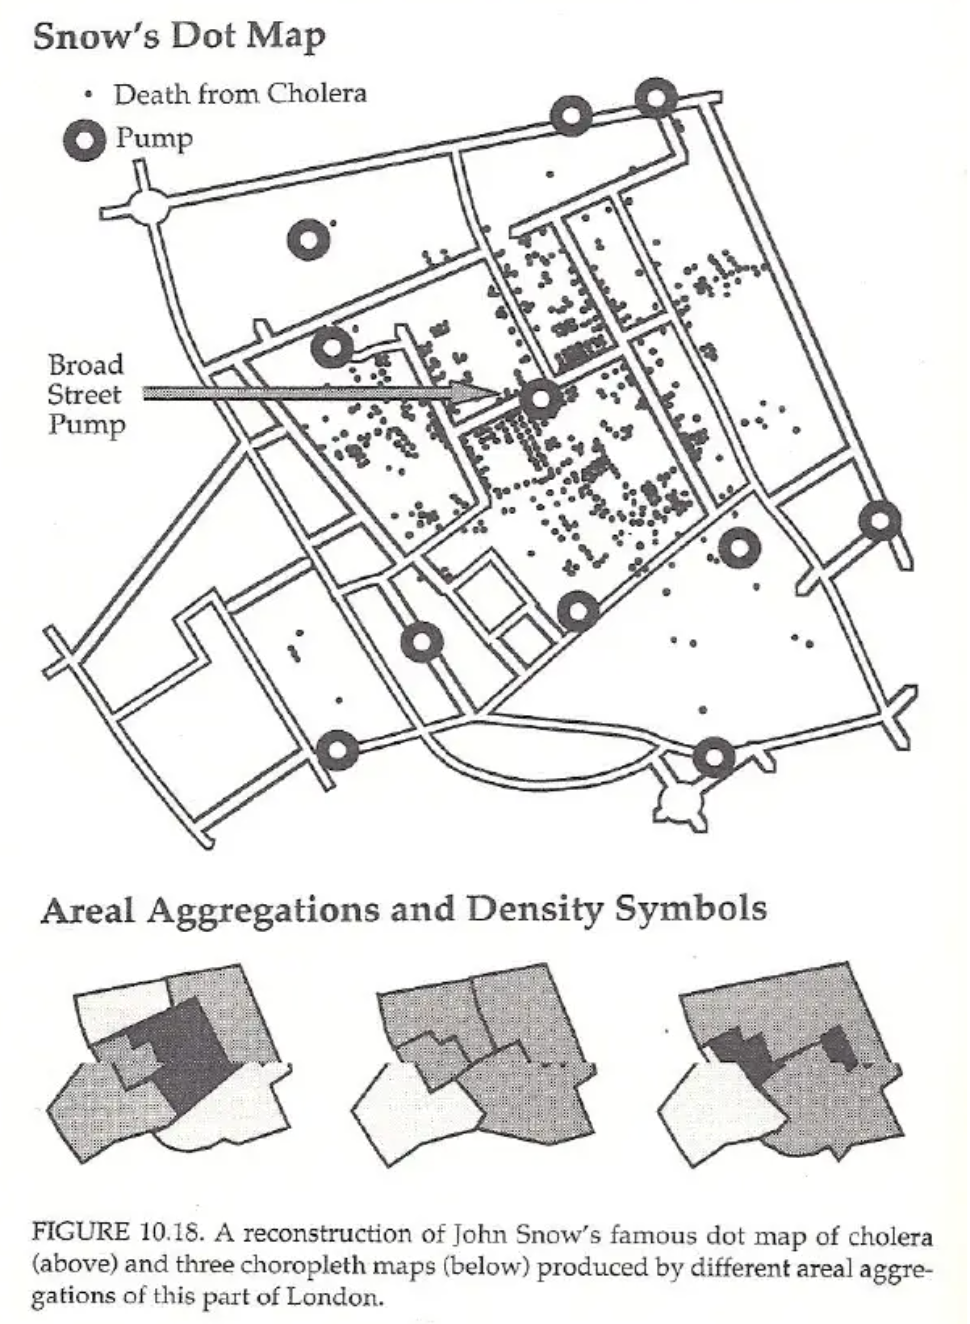 Snow's Dot Map
Death from Cholera
Pump
Broad
Street
Pump
Areal Aggregations and Density Symbols
FIGURE 10.18. A reconstruction of John Snow's famous dot map of cholera
(above) and three choropleth maps (below) produced by different areal aggre-
gations of this part of London.